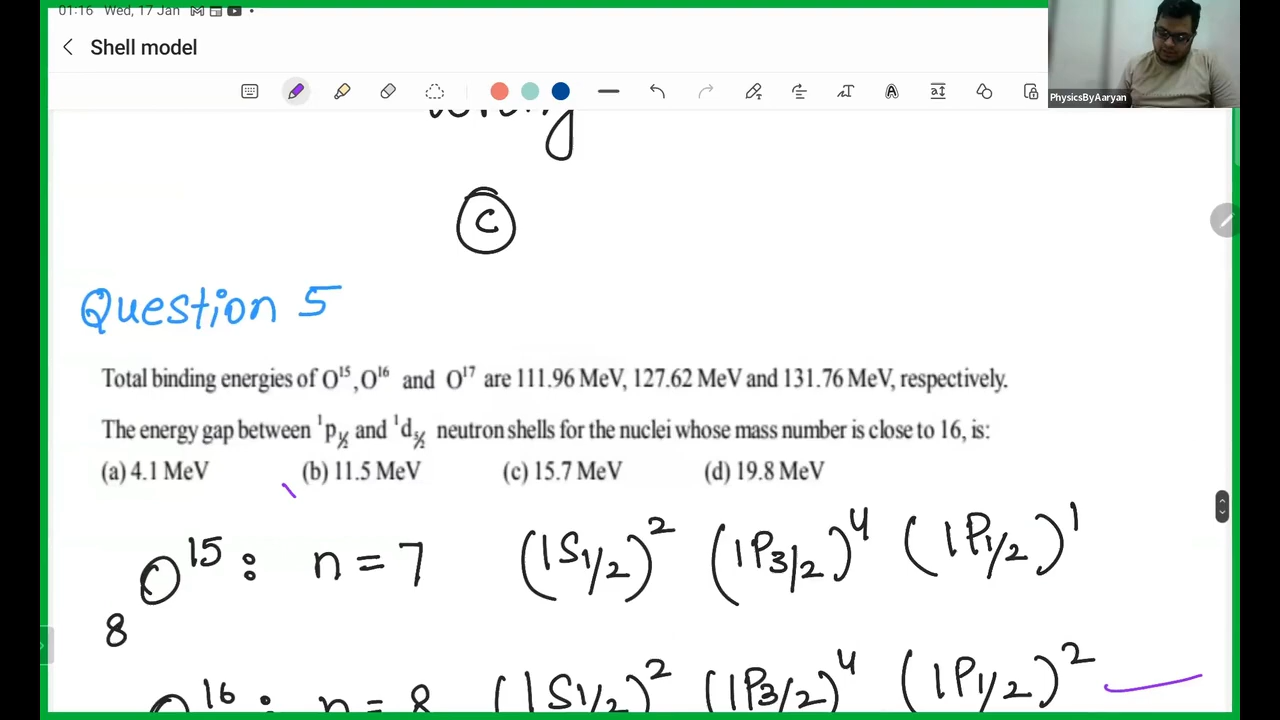 01:16 Wed, 17 Jan
Shell model
PhysicsByAaryan
C
Question 5
Total binding energies of O¹⁵, O¹⁶ and O¹⁷ are 111.96 MeV, 127.62 MeV and 131.76 MeV, respectively.
The energy gap between ¹p½ and ¹d5/2 neutron shells for the nuclei whose mass number is close to 16, is:
(a) 4.1 MeV (b) 11.5 MeV (c) 15.7 MeV (d) 19.8 MeV
O¹⁵ : n = 7 (1S1/2)² (1P3/2)⁴ (1P1/2)¹
8
O¹⁶ : n = 8 (1S1/2)² (1P3/2)⁴ (1P1/2)²